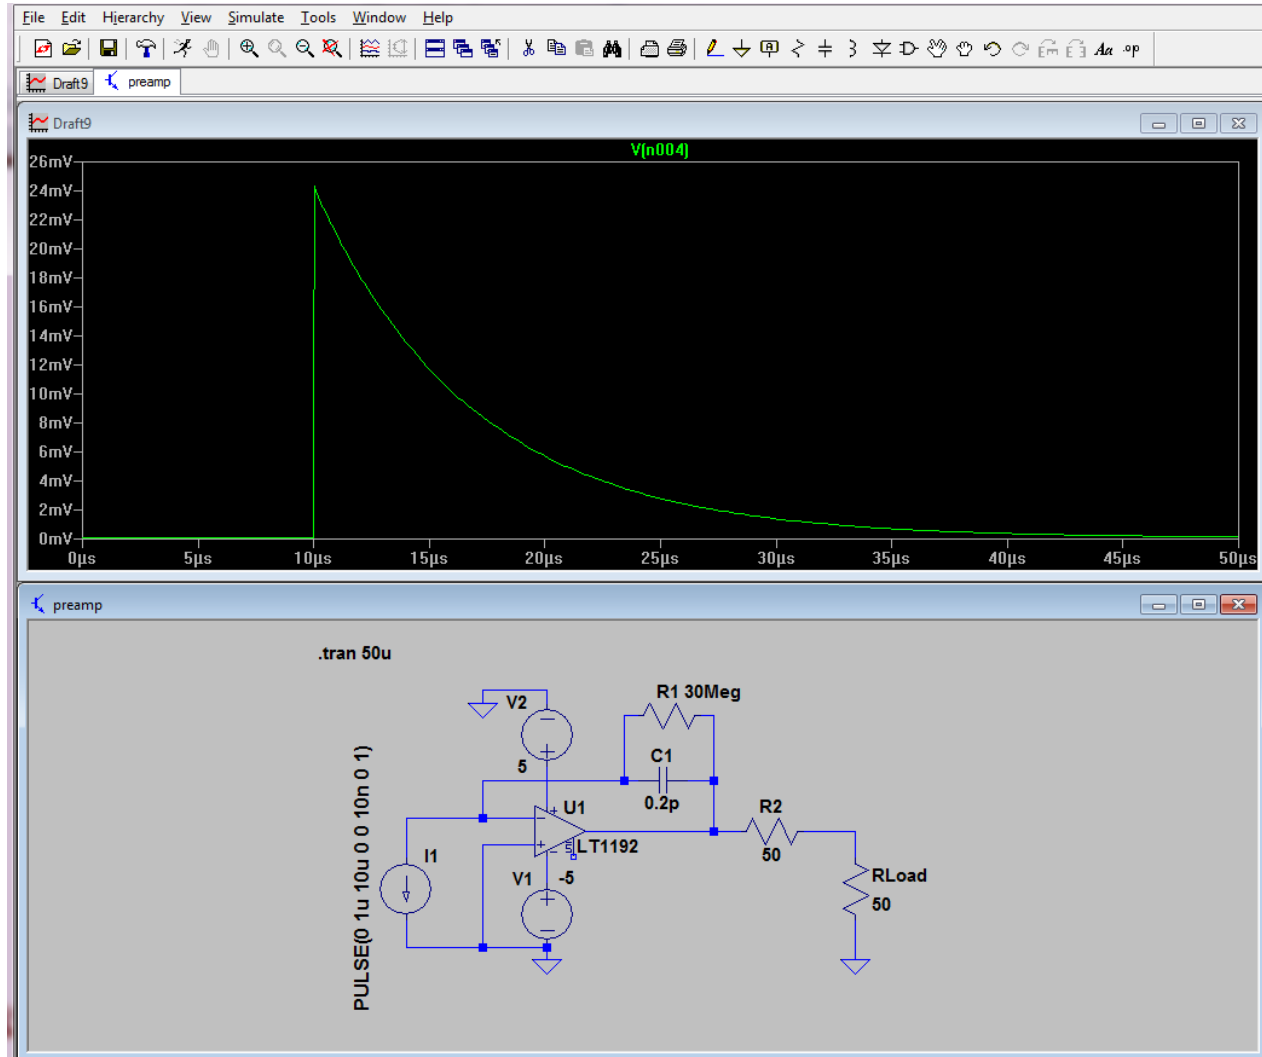 File Edit Hierarchy View Simulate Tools Window Help
Aa .op
Draft9 preamp
Draft9
V(n004)
26mV
24mV
22mV
20mV
18mV
16mV
14mV
12mV
10mV
8mV
6mV
4mV
2mV
0mV
0µs 5µs 10µs 15µs 20µs 25µs 30µs 35µs 40µs 45µs 50µs
preamp
.tran 50u
R1 30Meg
V2
C1
5
0.2p
U1
R2
LT1192
50
I1
V1 -5
RLoad
50
PULSE(0 1u 10u 0 0 10n 0 1)